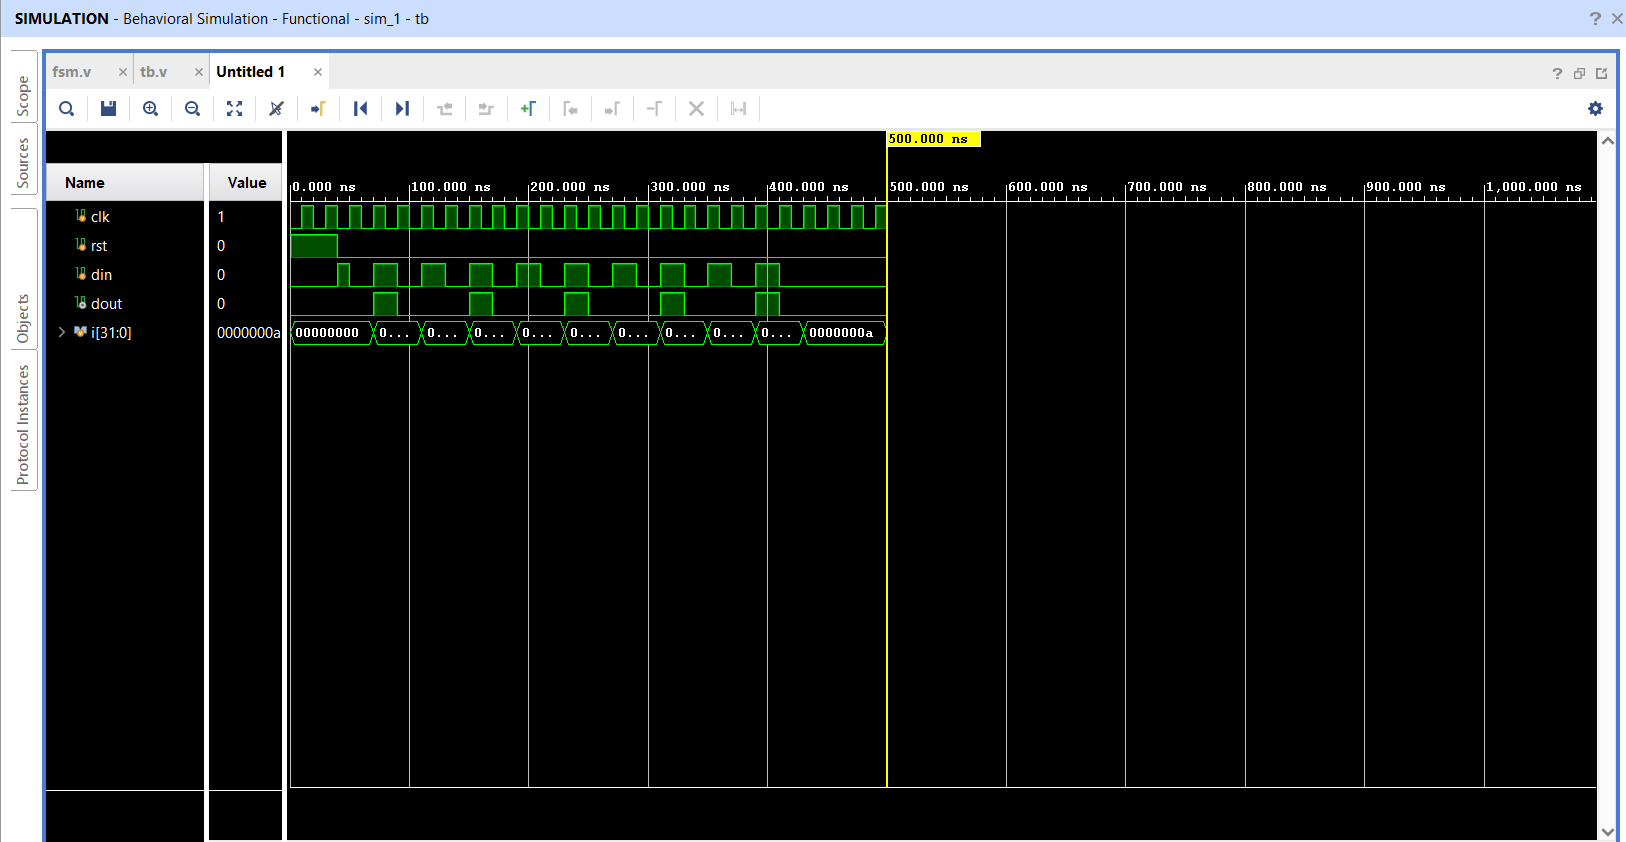 SIMULATION - Behavioral Simulation - Functional - sim_1 - tb
Scope
Sources
Objects
Protocol Instances
fsm.v
tb.v
Untitled 1
500.000 ns
Name Value
0.000 ns 100.000 ns 200.000 ns 300.000 ns 400.000 ns 500.000 ns 600.000 ns 700.000 ns 800.000 ns 900.000 ns 1,000.000 ns
clk 1
rst 0
din 0
dout 0
i[31:0] 0000000a 00000000 0... 0... 0... 0... 0... 0... 0... 0... 0... 0000000a